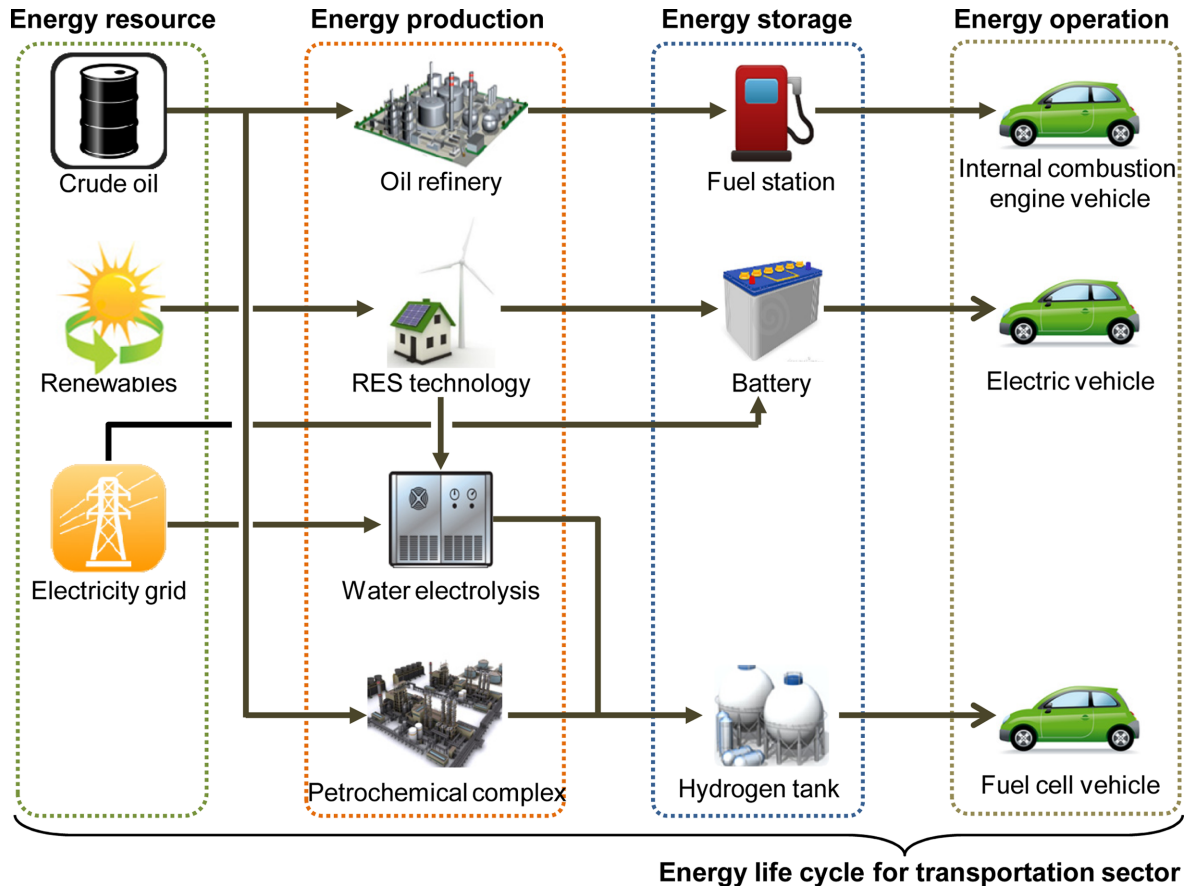 Energy resource
Energy production
Energy storage
Energy operation
Crude oil
Oil refinery
Fuel station
Internal combustion
engine vehicle
Renewables
RES technology
Battery
Electric vehicle
Electricity grid
Water electrolysis
Petrochemical complex
Hydrogen tank
Fuel cell vehicle
Energy life cycle for transportation sector